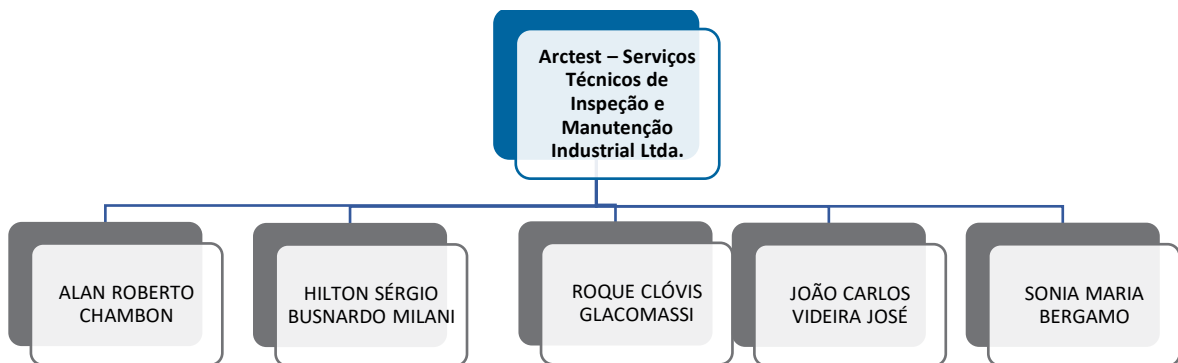 Arctest – Serviços
Técnicos de
Inspeção e
Manutenção
Industrial Ltda.
ALAN ROBERTO
CHAMBON
HILTON SÉRGIO
BUSNARDO MILANI
ROQUE CLÓVIS
GLACOMASSI
JOÃO CARLOS
VIDEIRA JOSÉ
SONIA MARIA
BERGAMO